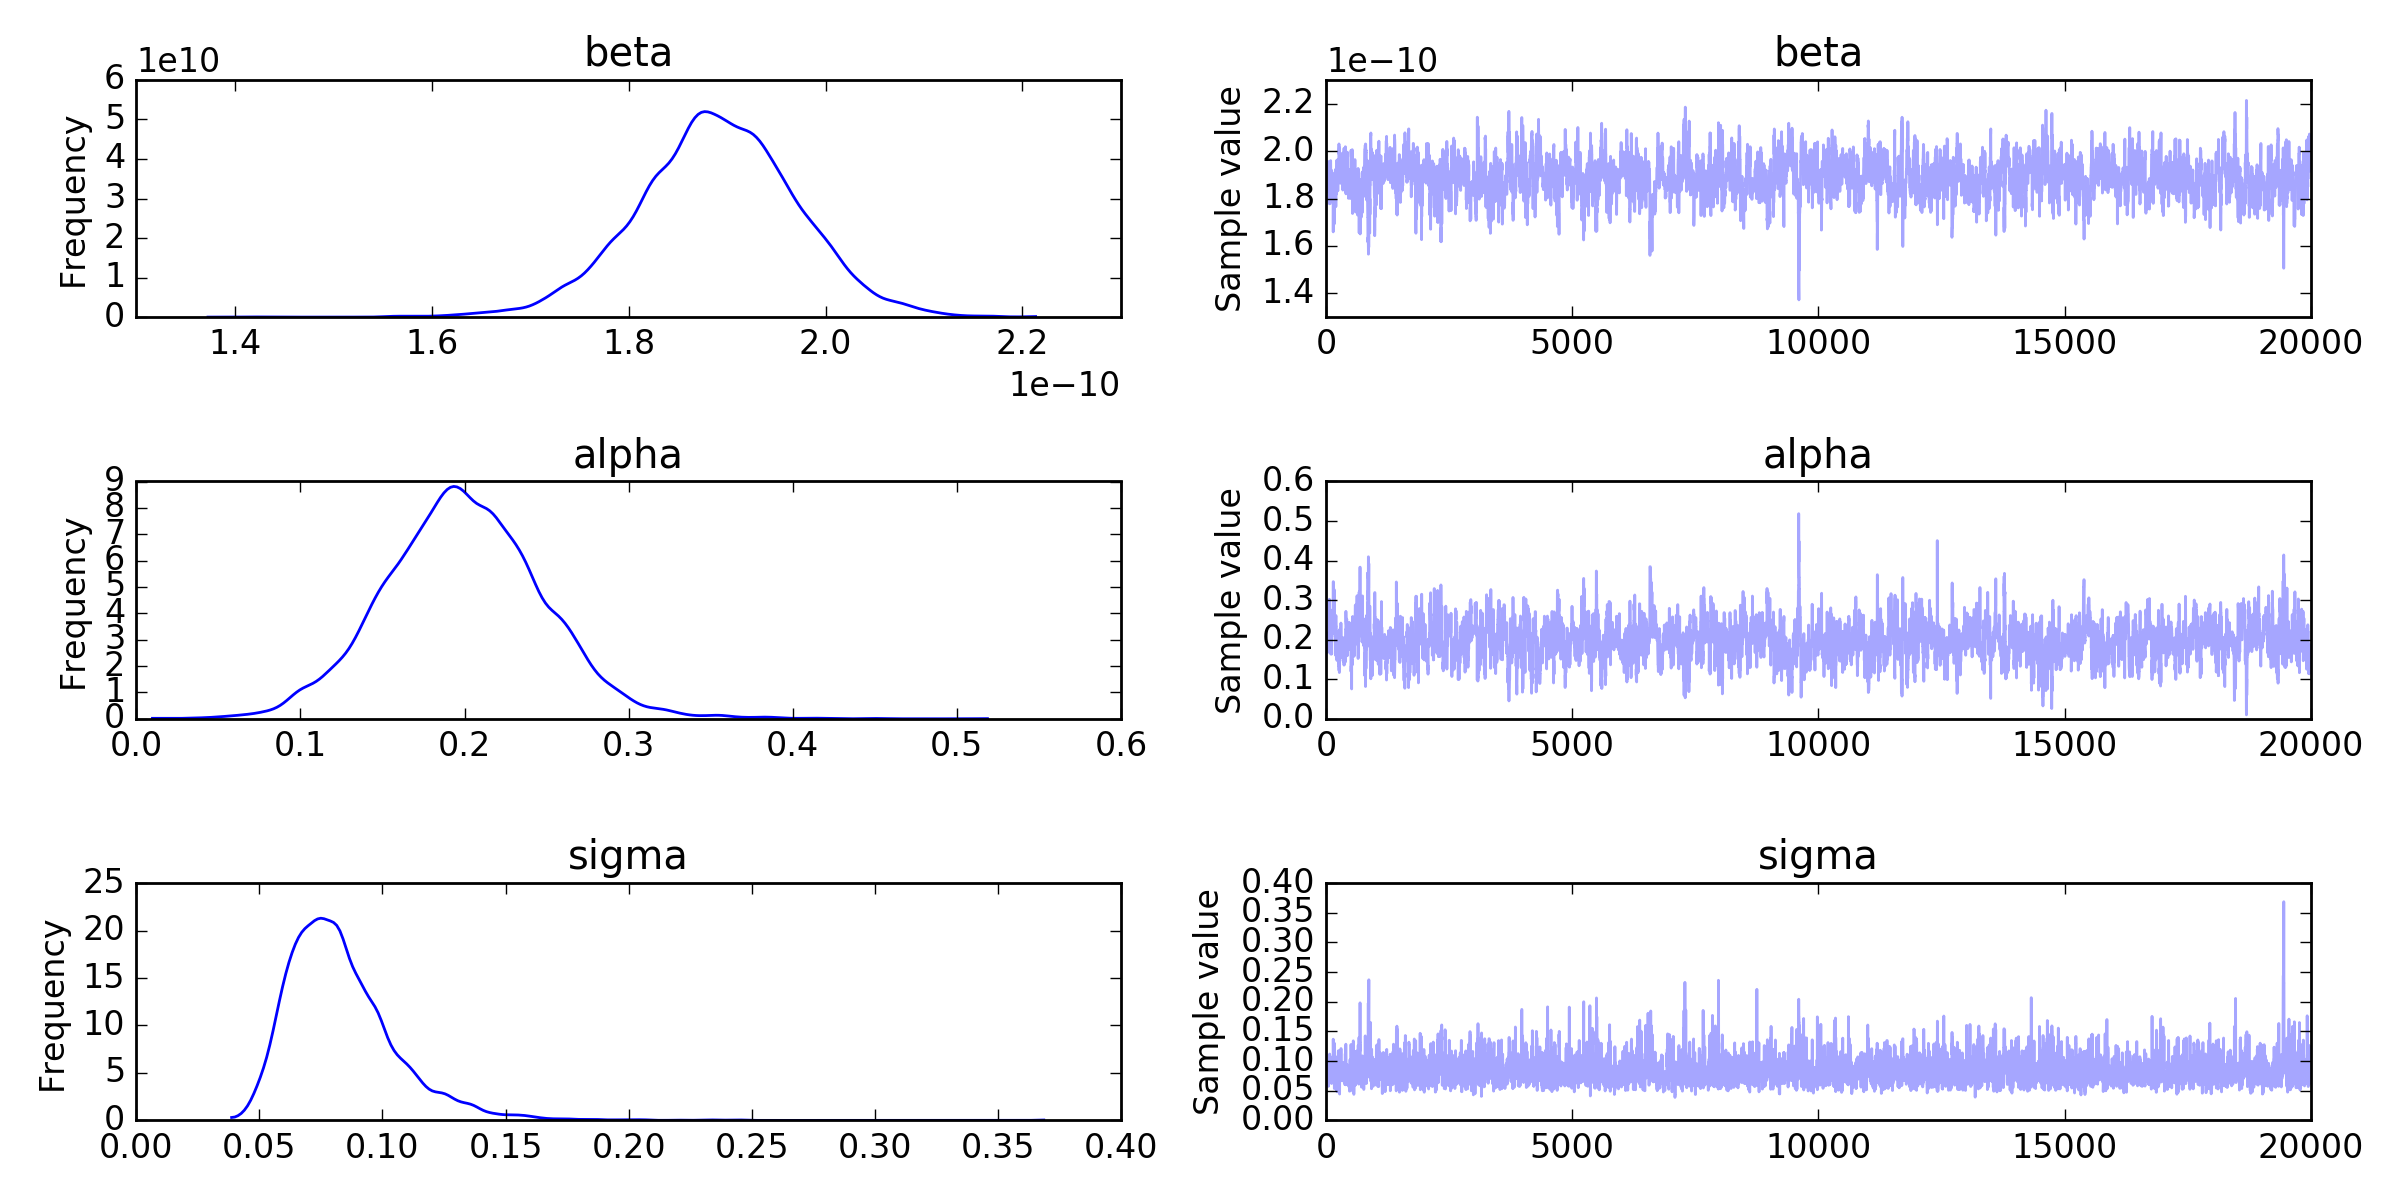 beta
1e10
Frequency
6
5
4
3
2
1
0
1.4 1.6 1.8 2.0 2.2
1e−10
beta
1e−10
Sample value
2.2
2.0
1.8
1.6
1.4
0 5000 10000 15000 20000
alpha
Frequency
9
8
7
6
5
4
3
2
1
0
0.0 0.1 0.2 0.3 0.4 0.5 0.6
alpha
Sample value
0.6
0.5
0.4
0.3
0.2
0.1
0.0
0 5000 10000 15000 20000
sigma
Frequency
25
20
15
10
5
0
0.00 0.05 0.10 0.15 0.20 0.25 0.30 0.35 0.40
sigma
Sample value
0.40
0.35
0.30
0.25
0.20
0.15
0.10
0.05
0.00
0 5000 10000 15000 20000